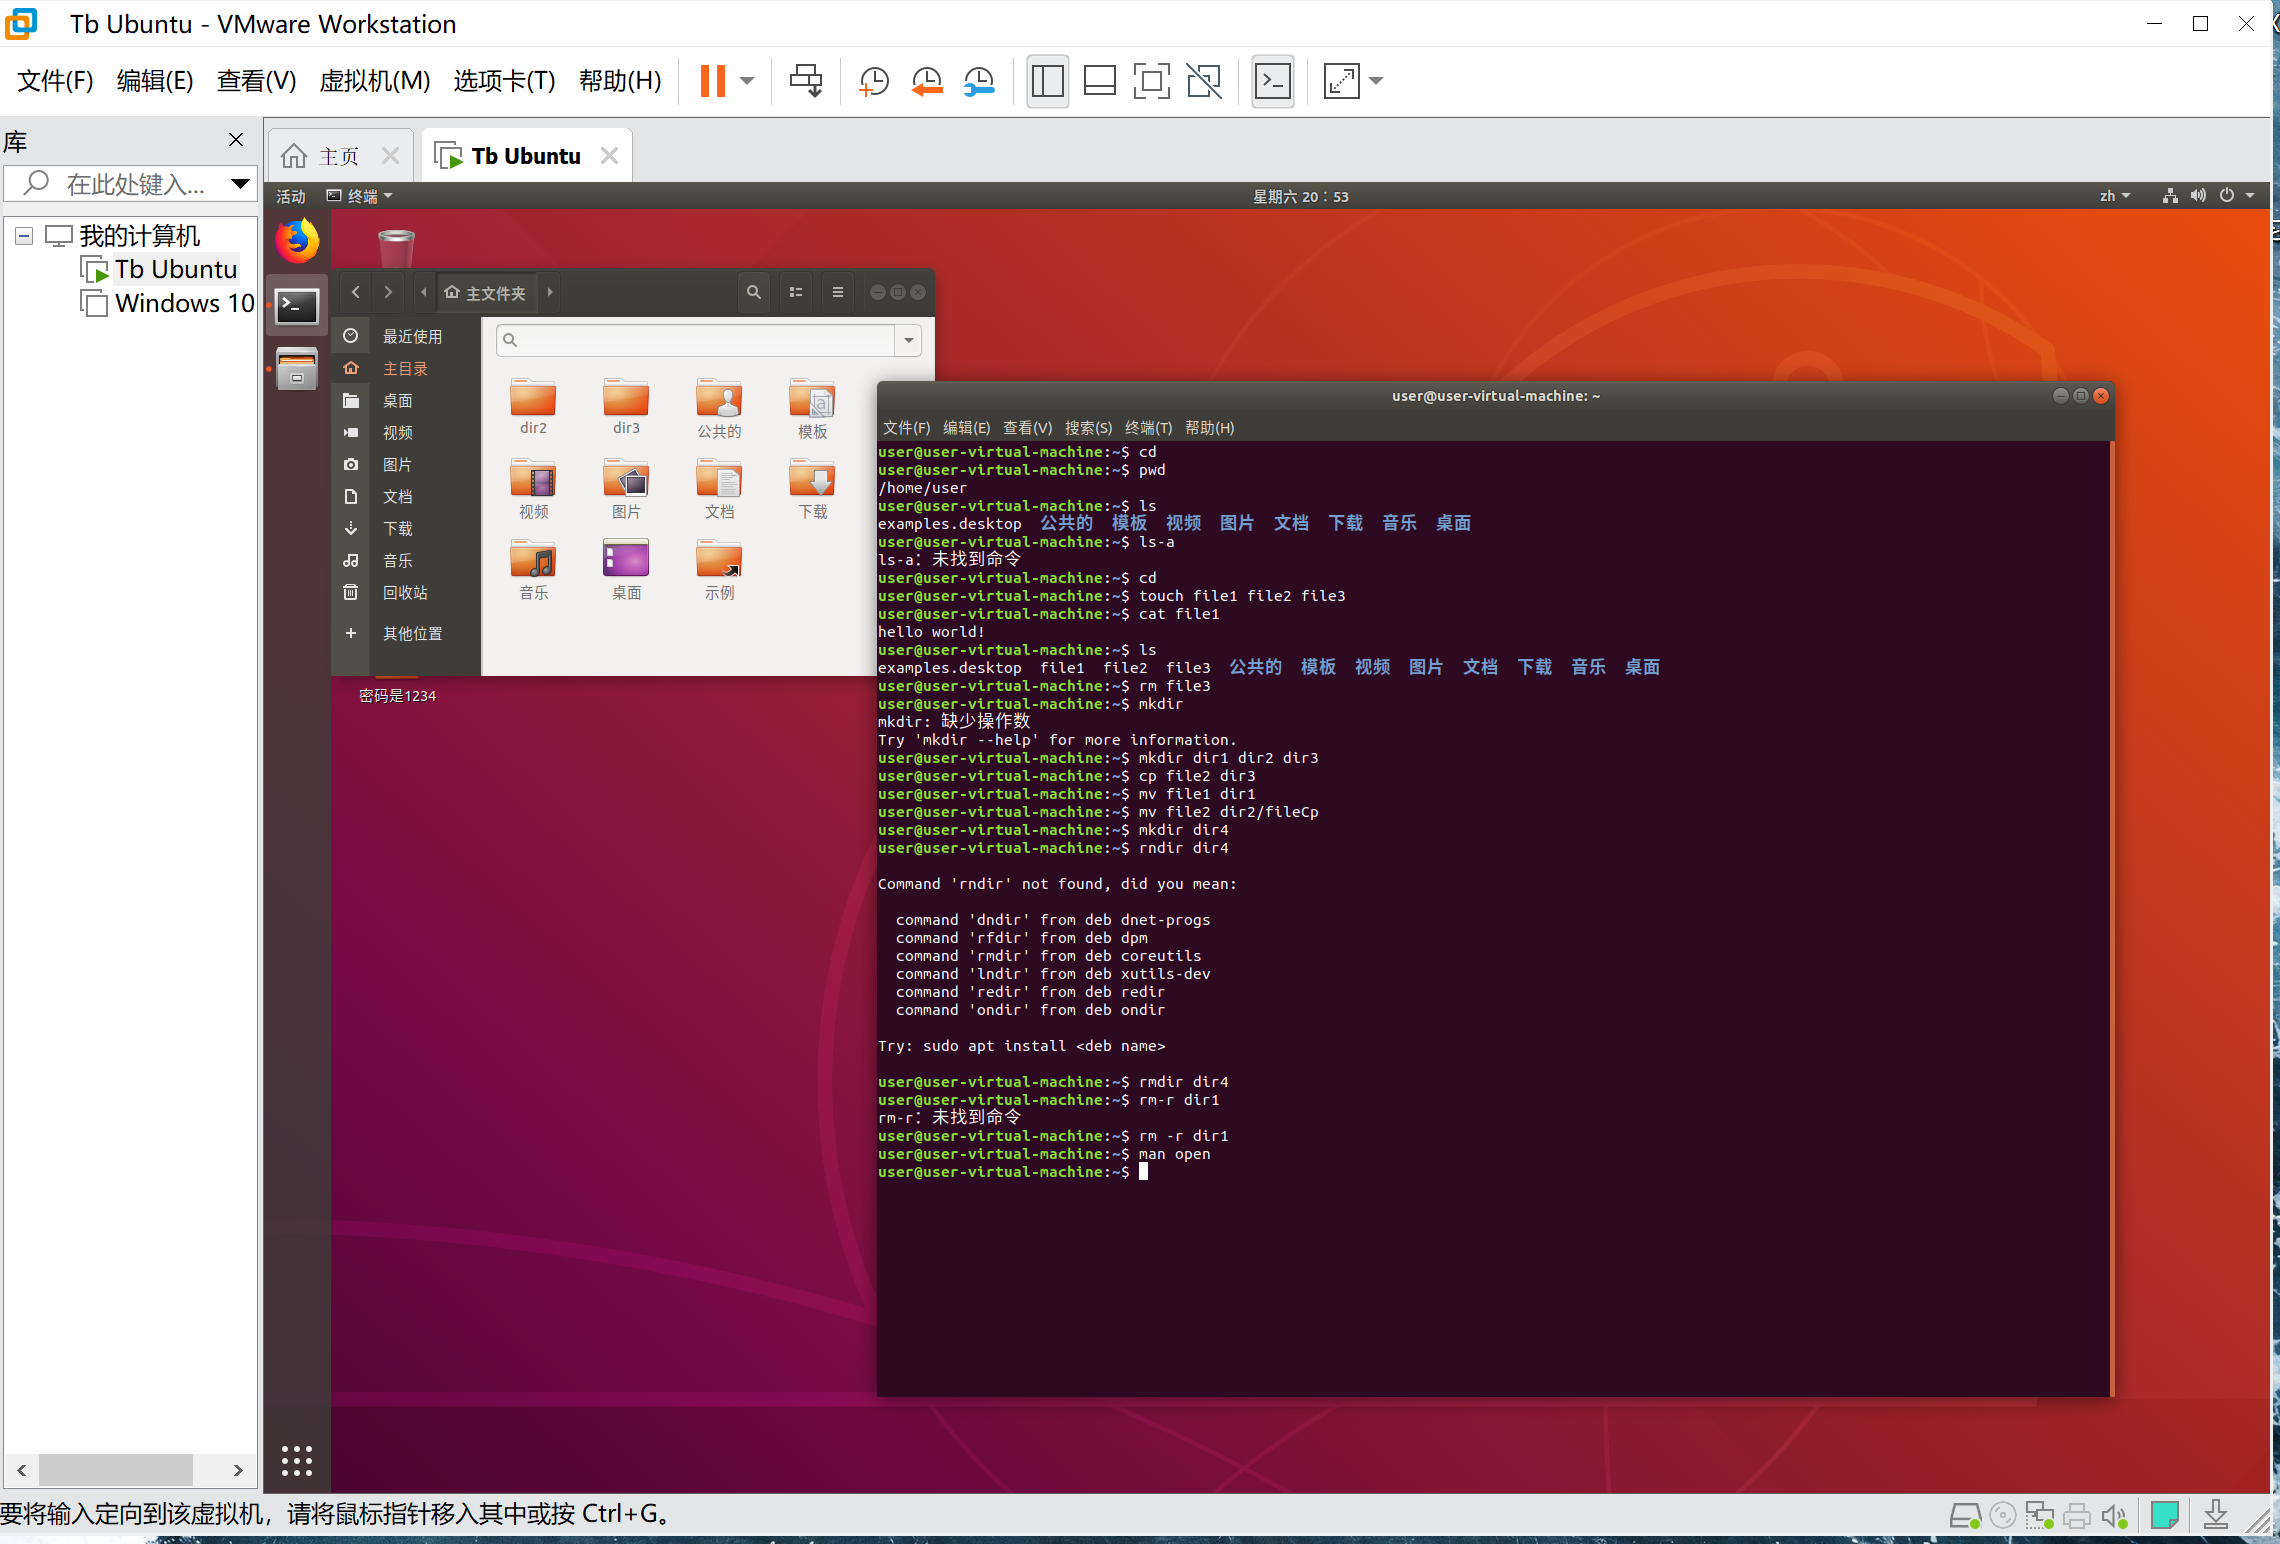 Tb Ubuntu - VMware Workstation
文件(F) 编辑(E) 查看(V) 虚拟机(M) 选项卡(T) 帮助(H)
库
在此处键入...
我的计算机
Tb Ubuntu
Windows 10
主页
Tb Ubuntu
活动 终端 星期六 20：53 zh
主文件夹
最近使用
主目录
桌面
视频
图片
文档
下载
音乐
回收站
其他位置
dir2 dir3 公共的 模板
视频 图片 文档 下载
音乐 桌面 示例
密码是1234
user@user-virtual-machine: ~
文件(F) 编辑(E) 查看(V) 搜索(S) 终端(T) 帮助(H)
user@user-virtual-machine:~$ cd
user@user-virtual-machine:~$ pwd
/home/user
user@user-virtual-machine:~$ ls
examples.desktop 公共的 模板 视频 图片 文档 下载 音乐 桌面
user@user-virtual-machine:~$ ls-a
ls-a：未找到命令
user@user-virtual-machine:~$ cd
user@user-virtual-machine:~$ touch file1 file2 file3
user@user-virtual-machine:~$ cat file1
hello world!
user@user-virtual-machine:~$ ls
examples.desktop file1 file2 file3 公共的 模板 视频 图片 文档 下载 音乐 桌面
user@user-virtual-machine:~$ rm file3
user@user-virtual-machine:~$ mkdir
mkdir: 缺少操作数
Try 'mkdir --help' for more information.
user@user-virtual-machine:~$ mkdir dir1 dir2 dir3
user@user-virtual-machine:~$ cp file2 dir3
user@user-virtual-machine:~$ mv file1 dir1
user@user-virtual-machine:~$ mv file2 dir2/fileCp
user@user-virtual-machine:~$ mkdir dir4
user@user-virtual-machine:~$ rndir dir4
Command 'rndir' not found, did you mean:
command 'dndir' from deb dnet-progs
command 'rfdir' from deb dpm
command 'rmdir' from deb coreutils
command 'lndir' from deb xutils-dev
command 'redir' from deb redir
command 'ondir' from deb ondir
Try: sudo apt install <deb name>
user@user-virtual-machine:~$ rmdir dir4
user@user-virtual-machine:~$ rm-r dir1
rm-r：未找到命令
user@user-virtual-machine:~$ rm -r dir1
user@user-virtual-machine:~$ man open
user@user-virtual-machine:~$
要将输入定向到该虚拟机，请将鼠标指针移入其中或按 Ctrl+G。